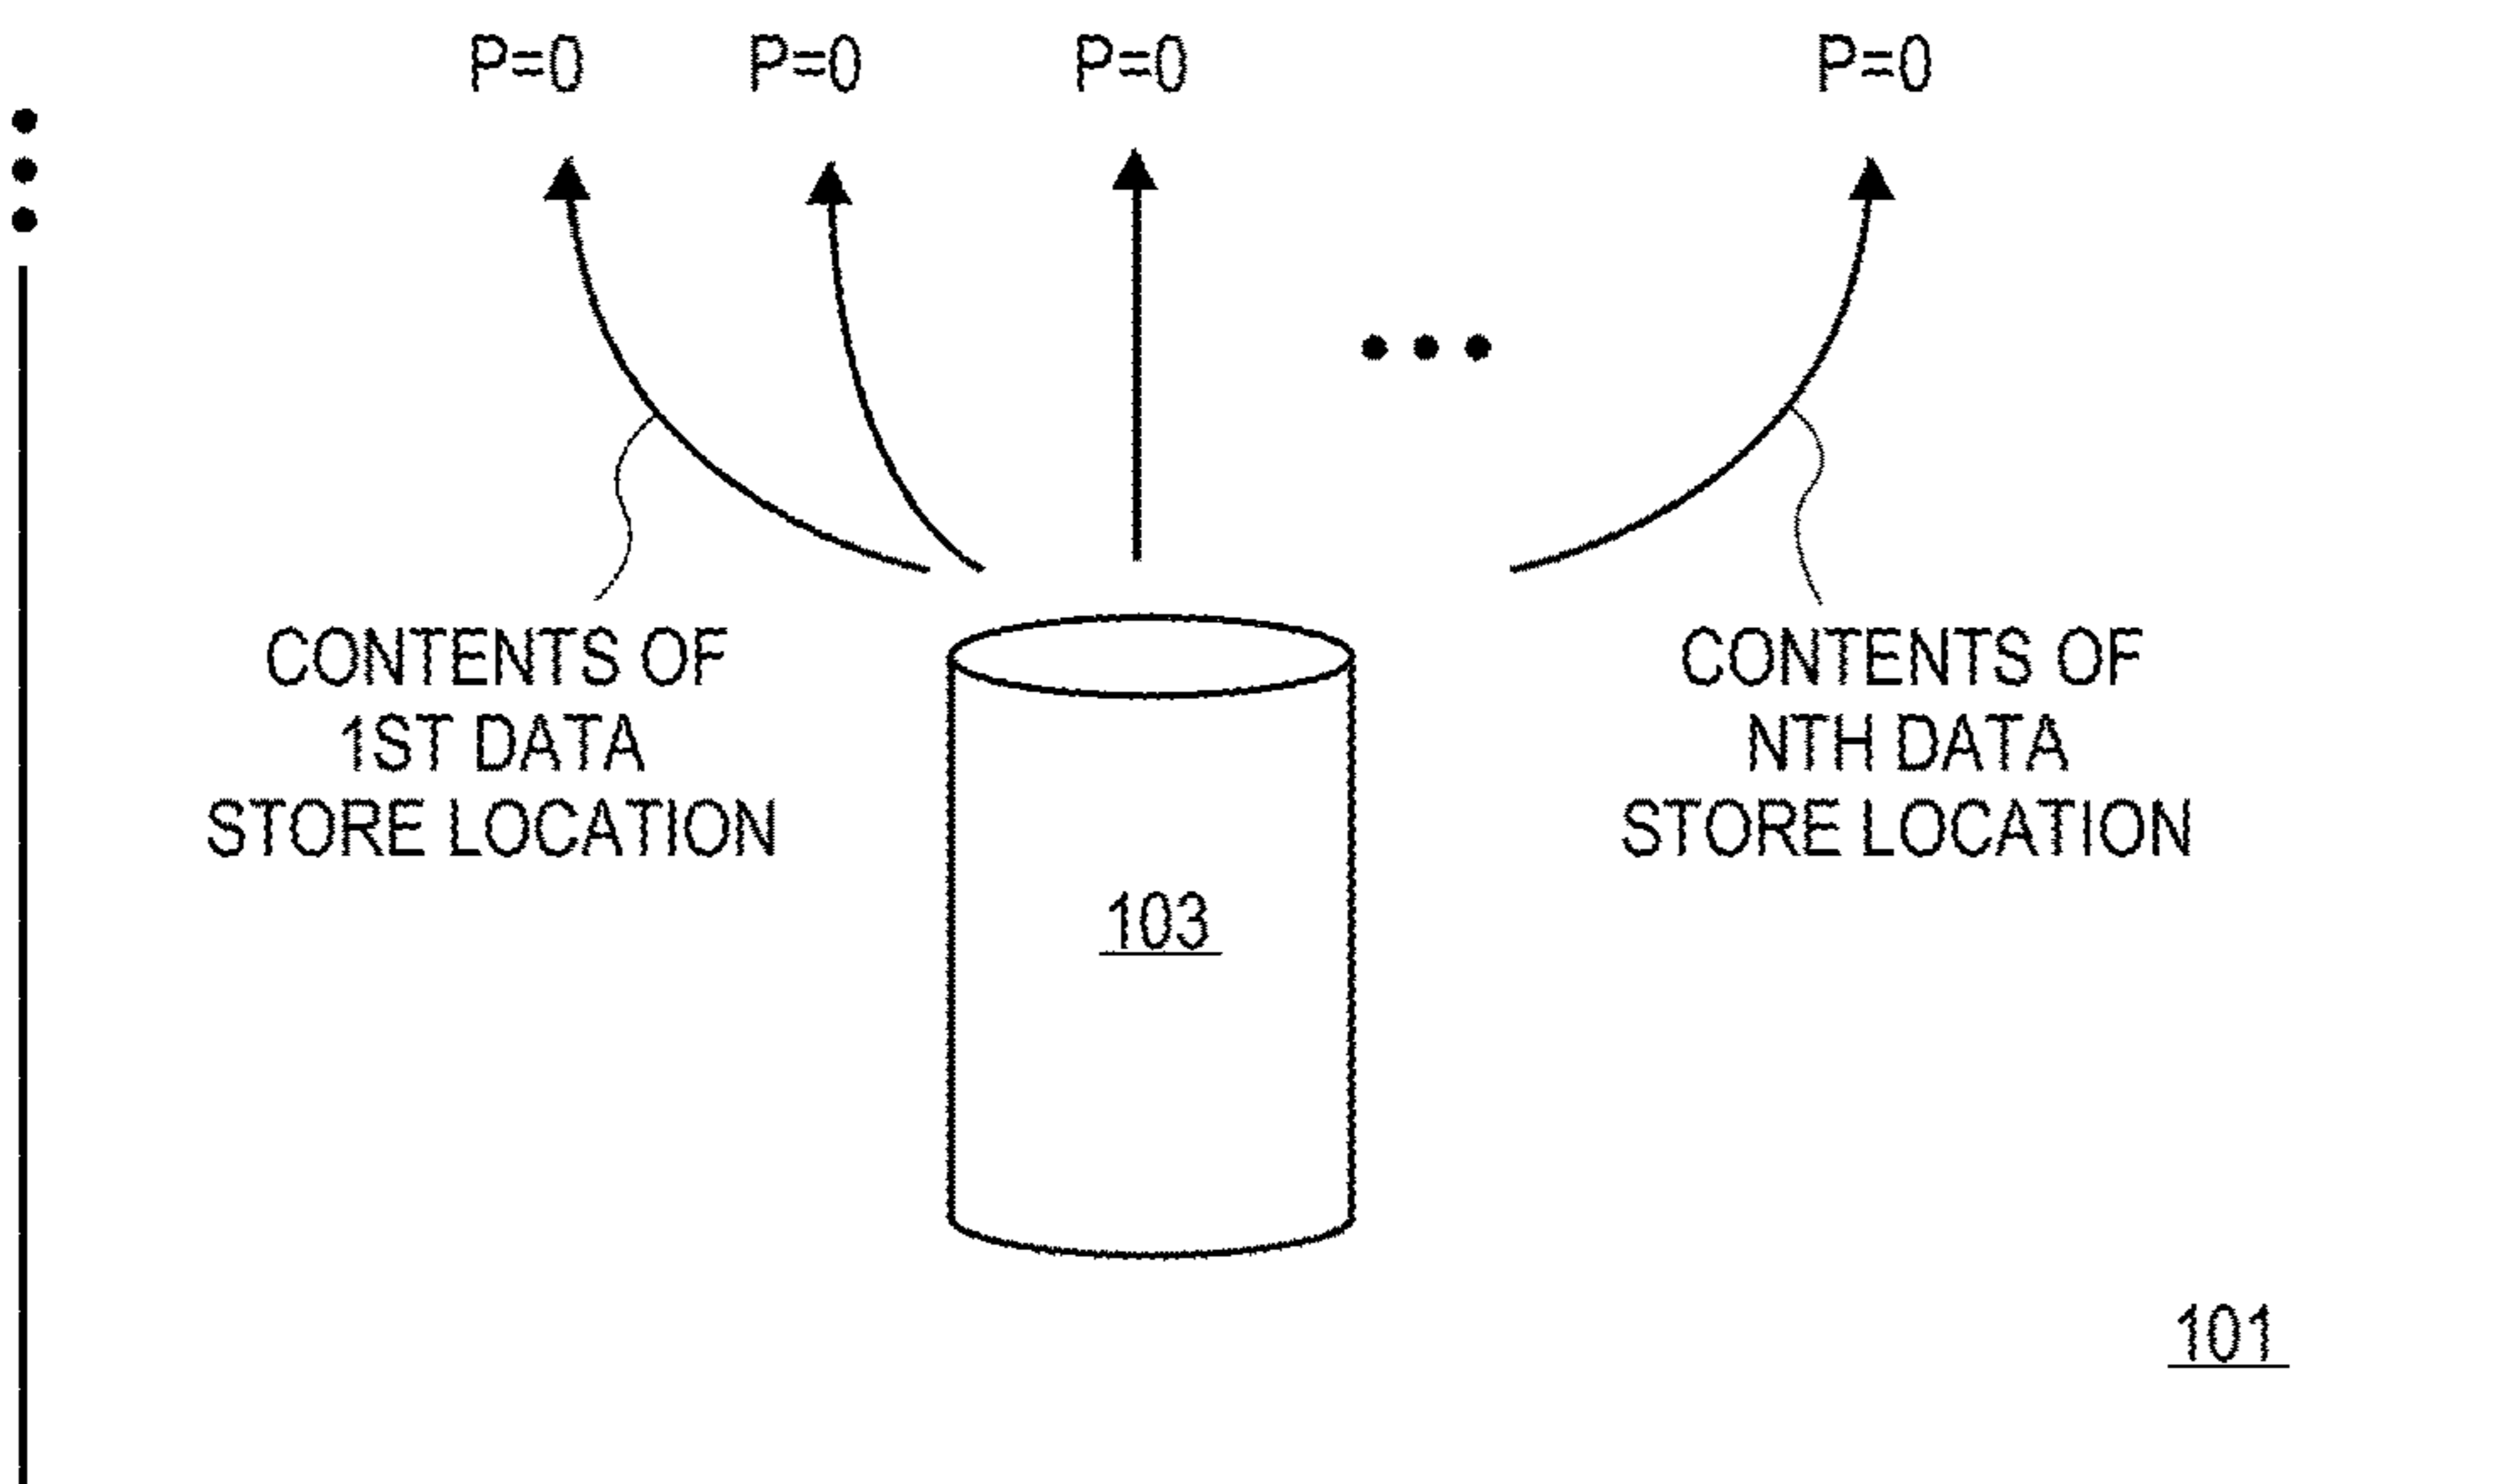 P=0 P=0 P=0 P=0
CONTENTS OF
1ST DATA
STORE LOCATION
CONTENTS OF
NTH DATA
STORE LOCATION
103
101